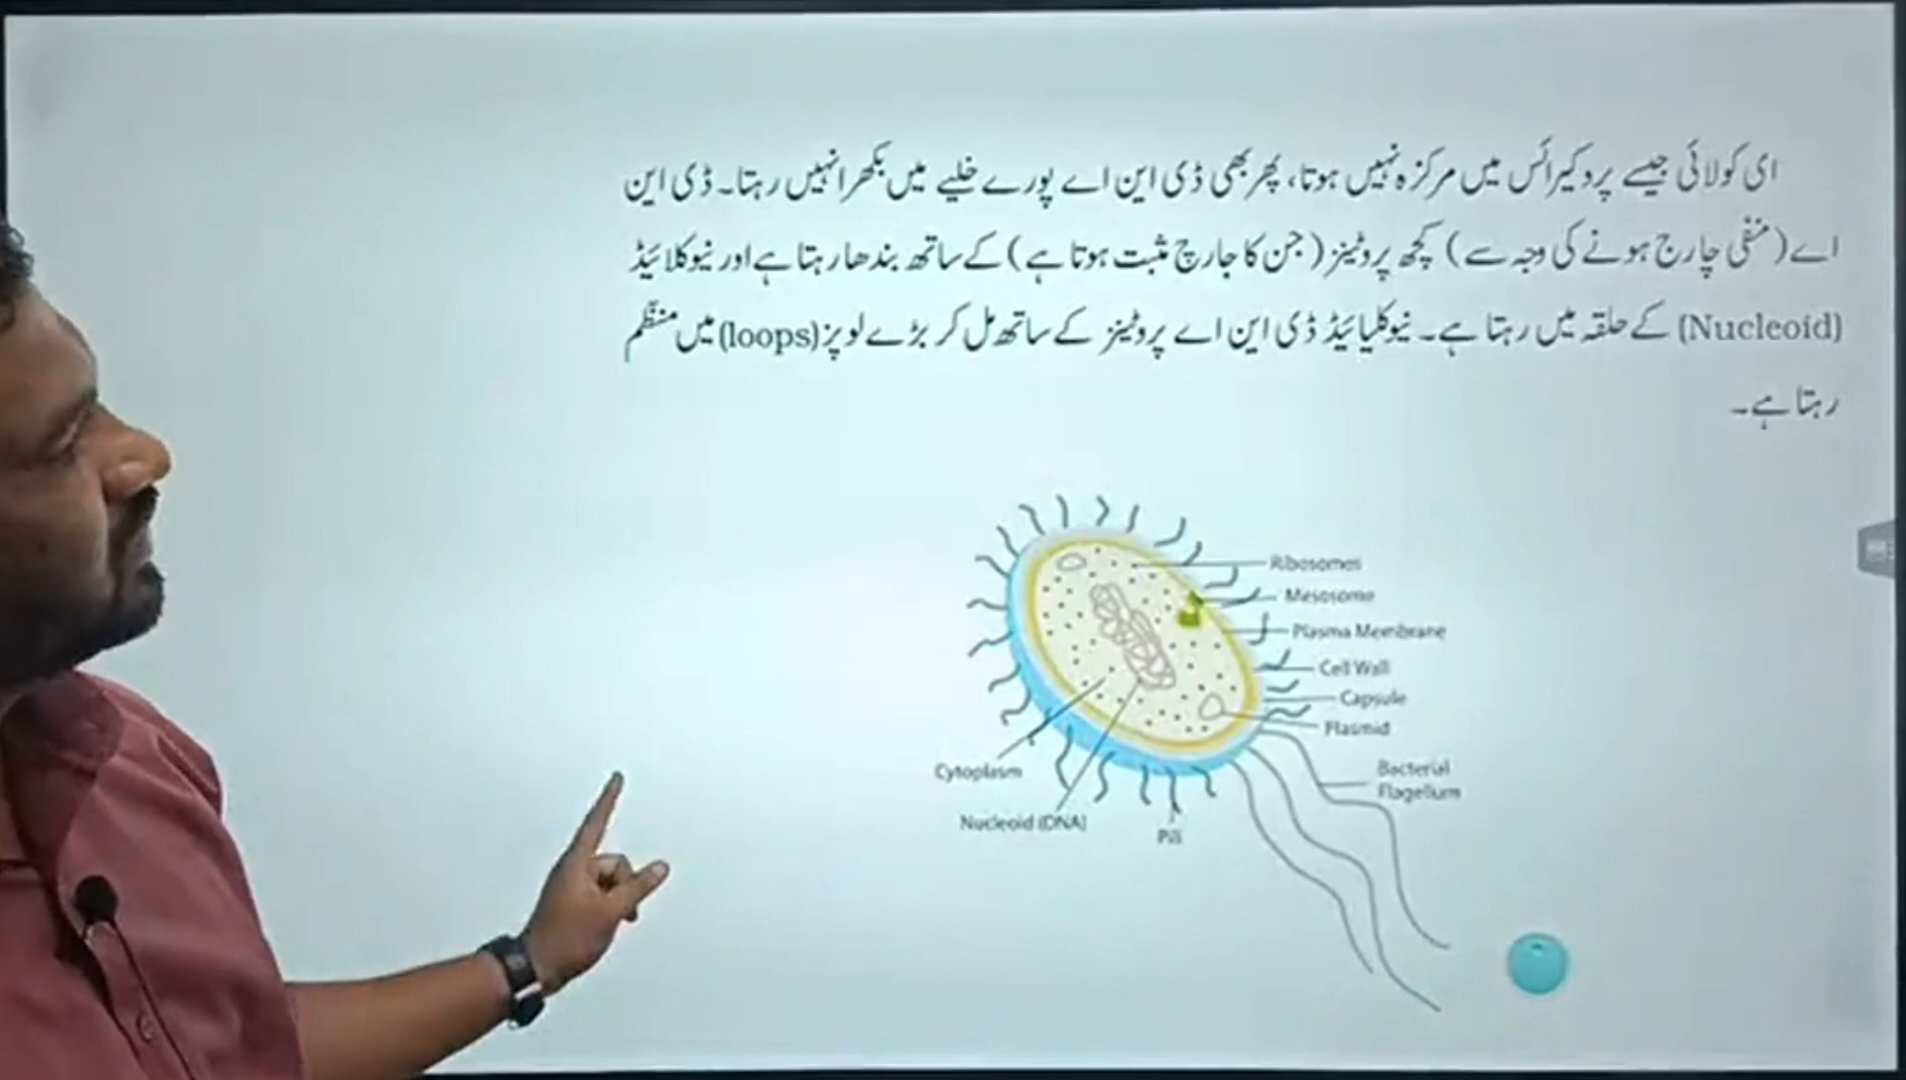 ای کولائی جیسے پروکیرائس میں مرکزہ نہیں ہوتا، پھر بھی ڈی این اے پورے خلیے میں بکھرا نہیں رہتا۔ ڈی این
اے (منفی چارج ہونے کی وجہ سے) کچھ پروٹینز (جن کا چارج مثبت ہوتا ہے) کے ساتھ بندھا رہتا ہے اور نیوکلائیڈ
(Nucleoid) کے حلقہ میں رہتا ہے۔ نیوکلیائیڈ ڈی این اے پروٹینز کے ساتھ مل کر بڑے لوپز (loops) میں منظّم
رہتا ہے۔
Ribosomes
Mesosome
Plasma Membrane
Cell Wall
Capsule
Plasmid
Bacterial
Flagellum
Cytoplasm
Nucleoid (DNA)
Pili